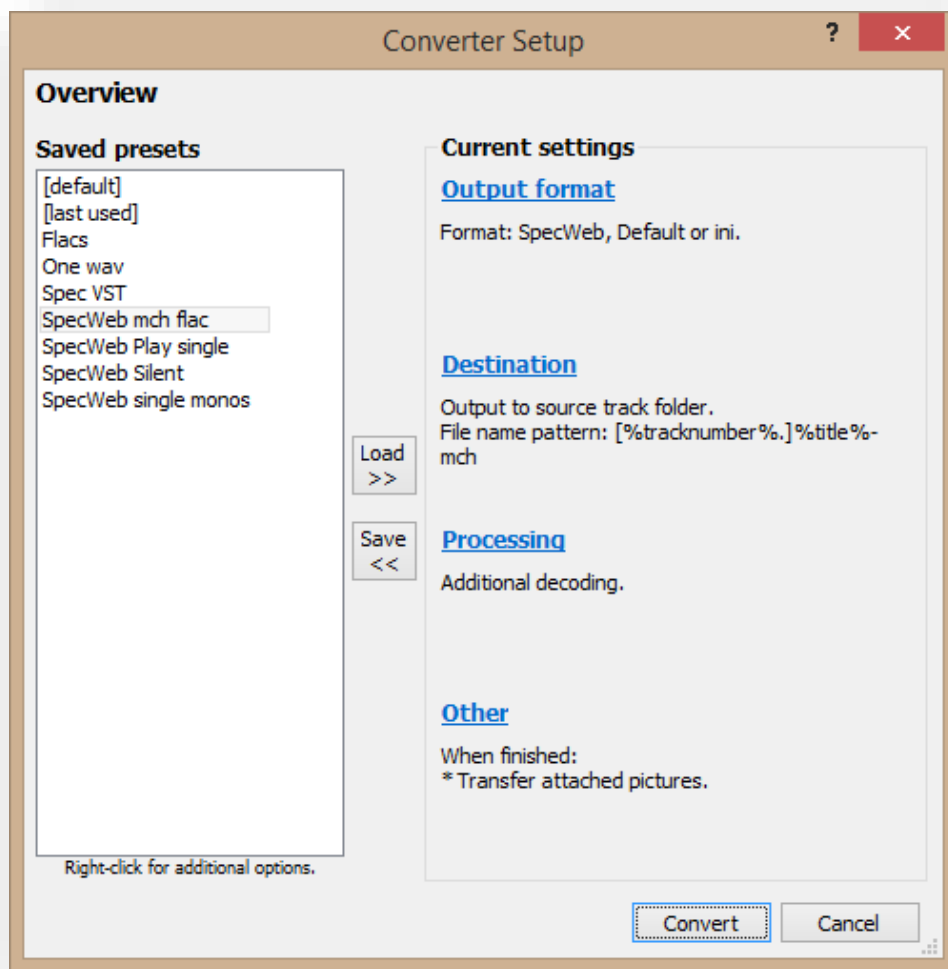 Converter Setup
?
×
Overview
Saved presets
[default]
[last used]
Flacs
One wav
Spec VST
SpecWeb mch flac
SpecWeb Play single
SpecWeb Silent
SpecWeb single monos
Right-click for additional options.
Load
>>
Save
<<
Current settings
Output format
Format: SpecWeb, Default or ini.
Destination
Output to source track folder.
File name pattern: [%tracknumber%.]%title%-
mch
Processing
Additional decoding.
Other
When finished:
* Transfer attached pictures.
Convert
Cancel